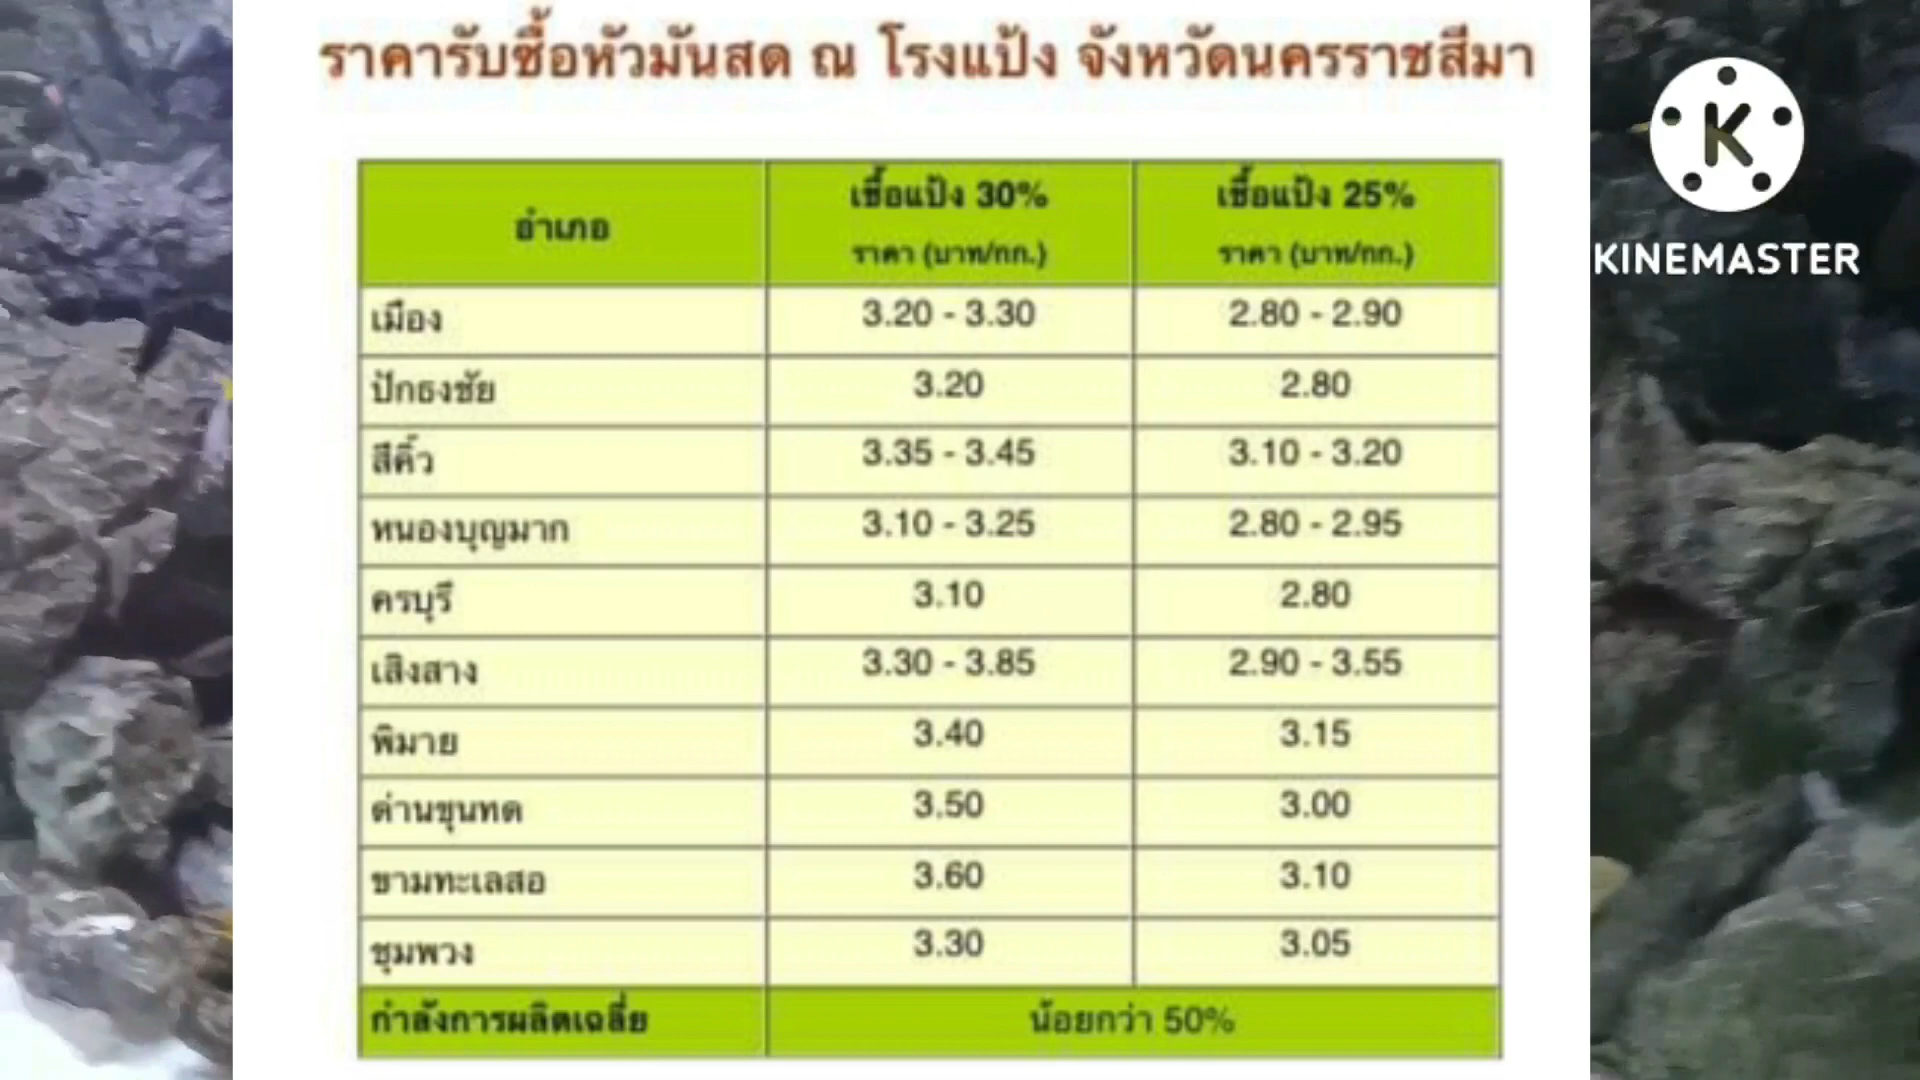 ราคารับซื้อหัวมันสด ณ โรงแป้ง จังหวัดนครราชสีมา
K
KINEMASTER
อำเภอ เชื้อแป้ง 30% เชื้อแป้ง 25%
ราคา (บาท/กก.) ราคา (บาท/กก.)
เมือง 3.20 - 3.30 2.80 - 2.90
ปักธงชัย 3.20 2.80
สีคิ้ว 3.35 - 3.45 3.10 - 3.20
หนองบุญมาก 3.10 - 3.25 2.80 - 2.95
ครบุรี 3.10 2.80
เสิงสาง 3.30 - 3.85 2.90 - 3.55
พิมาย 3.40 3.15
ด่านขุนทด 3.50 3.00
ขามทะเลสอ 3.60 3.10
ชุมพวง 3.30 3.05
กำลังการผลิตเฉลี่ย น้อยกว่า 50%